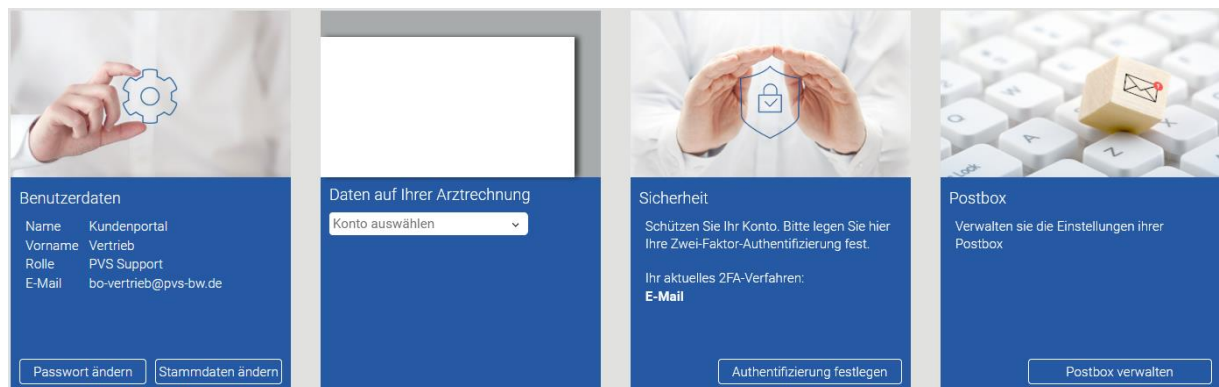 Benutzerdaten
Name Kundenportal
Vorname Vertrieb
Rolle PVS Support
E-Mail bo-vertrieb@pvs-bw.de
Passwort ändern
Stammdaten ändern
Daten auf Ihrer Arztrechnung
Konto auswählen
Sicherheit
Schützen Sie Ihr Konto. Bitte legen Sie hier
Ihre Zwei-Faktor-Authentifizierung fest.
Ihr aktuelles 2FA-Verfahren:
E-Mail
Authentifizierung festlegen
Postbox
Verwalten sie die Einstellungen ihrer
Postbox
Postbox verwalten